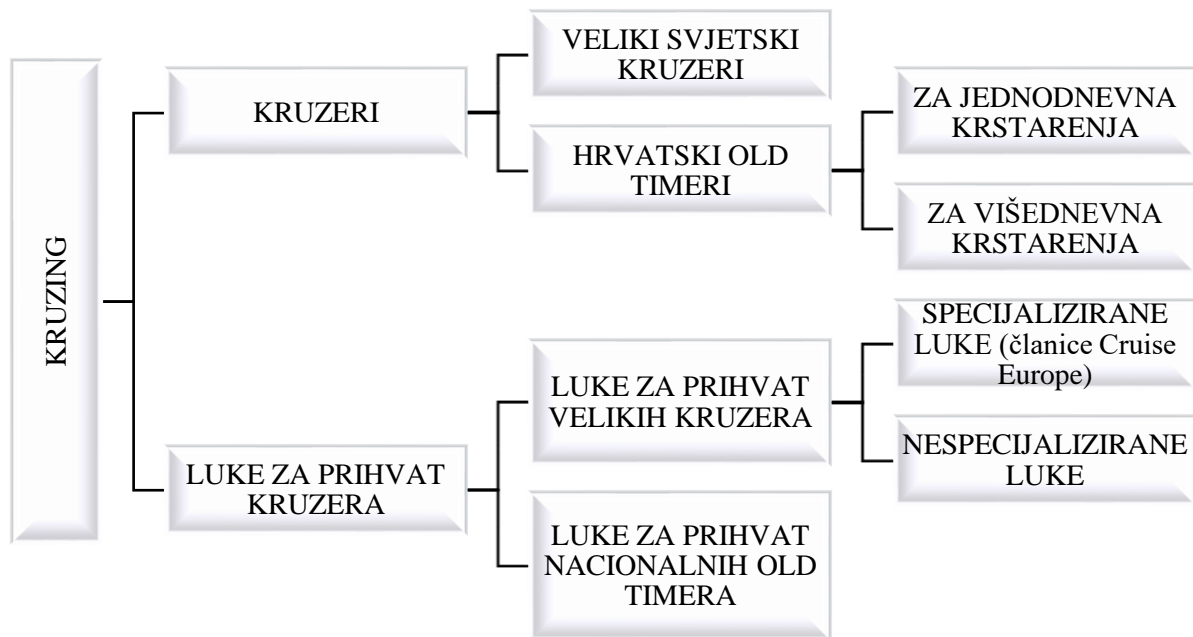 KRUZING
KRUZERI
VELIKI SVJETSKI
KRUZERI
HRVATSKI OLD
TIMERI
ZA JEDNODNEVNA
KRSTARENJA
ZA VIŠEDNEVNA
KRSTARENJA
LUKE ZA PRIHVAT
KRUZERA
LUKE ZA PRIHVAT
VELIKIH KRUZERA
SPECIJALIZIRANE
LUKE (članice Cruise
Europe)
NESPECIJALIZIRANE
LUKE
LUKE ZA PRIHVAT
NACIONALNIH OLD
TIMERA